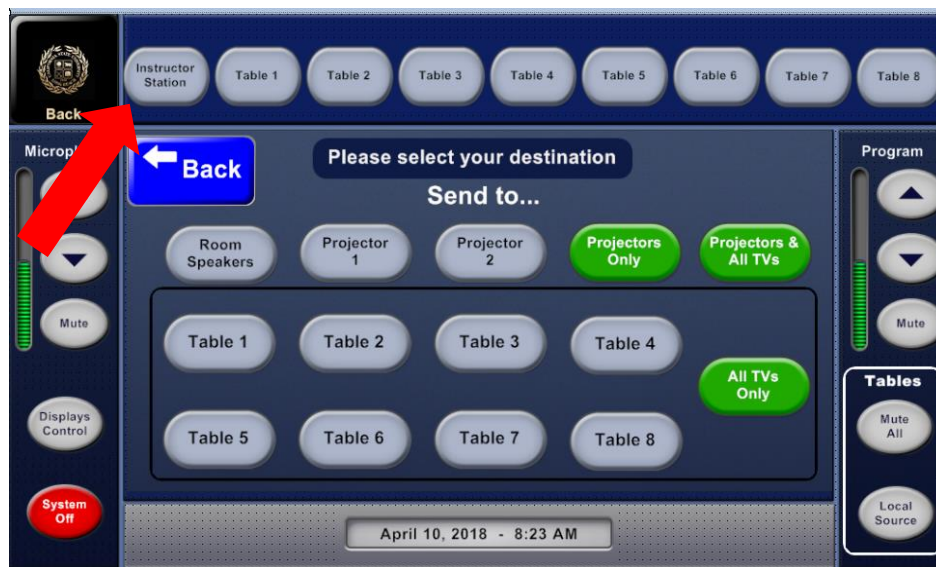 Back
Instructor
Station
Table 1
Table 2
Table 3
Table 4
Table 5
Table 6
Table 7
Table 8
Back
Please select your destination
Send to...
Room
Speakers
Projector
1
Projector
2
Projectors
Only
Projectors &
All TVs
Table 1
Table 2
Table 3
Table 4
All TVs
Only
Table 5
Table 6
Table 7
Table 8
Mute
Displays
Control
System
Off
Program
Mute
Tables
Mute
All
Local
Source
April 10, 2018 - 8:23 AM